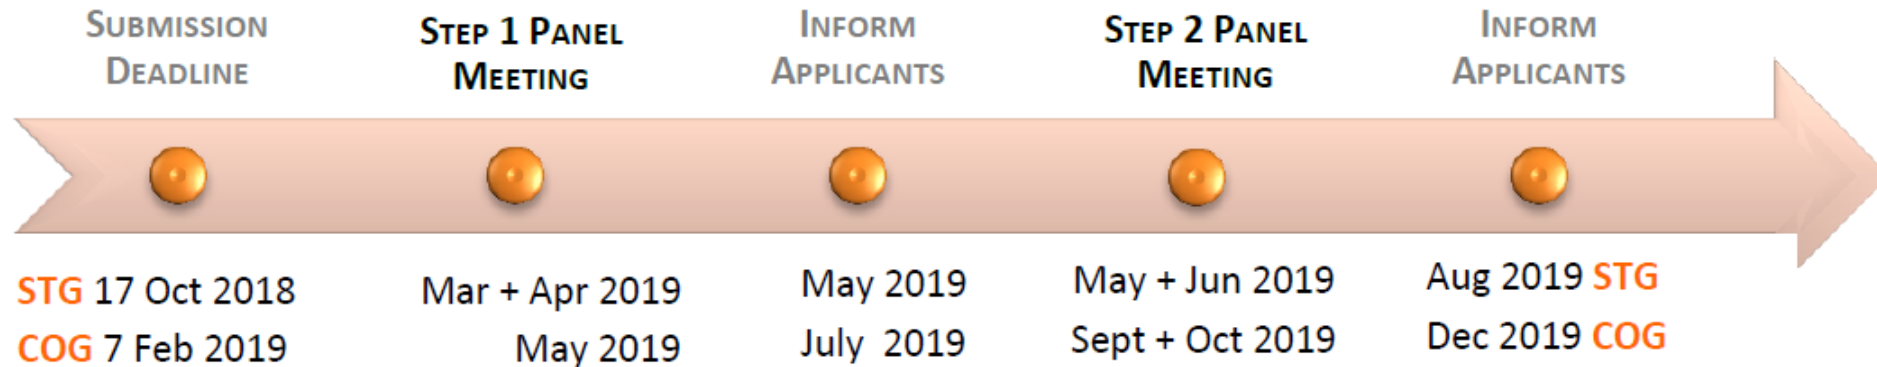 SUBMISSION
DEADLINE
STEP 1 PANEL
MEETING
INFORM
APPLICANTS
STEP 2 PANEL
MEETING
INFORM
APPLICANTS
STG 17 Oct 2018
Mar + Apr 2019
May 2019
May + Jun 2019
Aug 2019 STG
COG 7 Feb 2019
May 2019
July 2019
Sept + Oct 2019
Dec 2019 COG